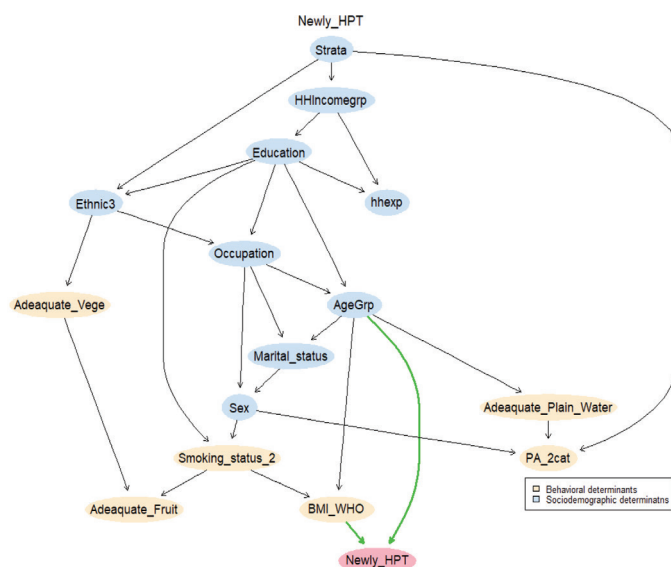 Newly_HPT
Strata
HHIncomegrp
Education
Ethnic3
hhexp
Occupation
Adeaquate_Vege
AgeGrp
Marital_status
Sex
Adeaquate_Plain_Water
Smoking_status_2
PA_2cat
Behavioral determinants
Sociodemographic determinatns
Adeaquate_Fruit
BMI_WHO
Newly_HPT